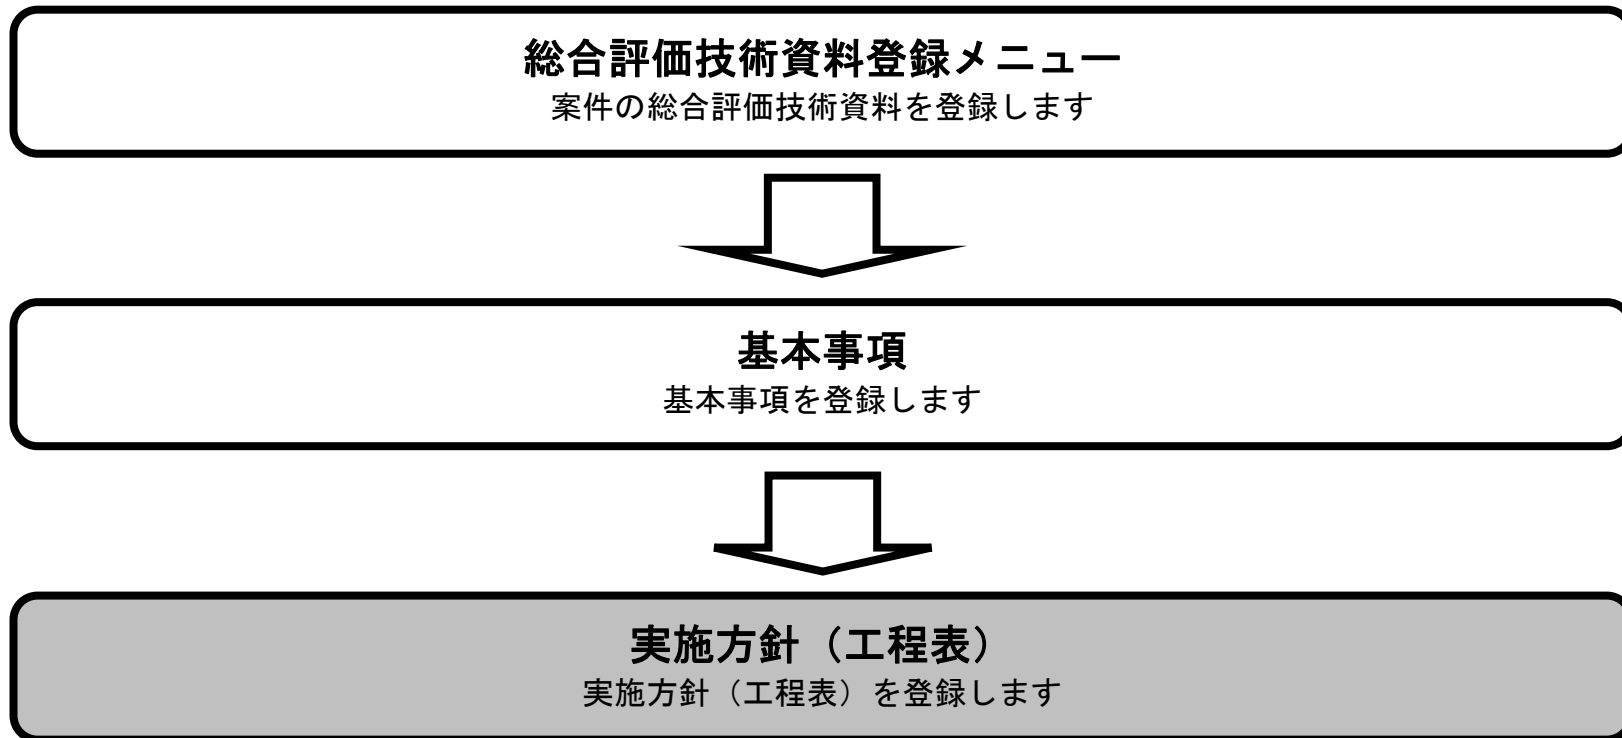 総合評価技術資料登録メニュー
案件の総合評価技術資料を登録します
基本事項
基本事項を登録します
実施方針（工程表）
実施方針（工程表）を登録します